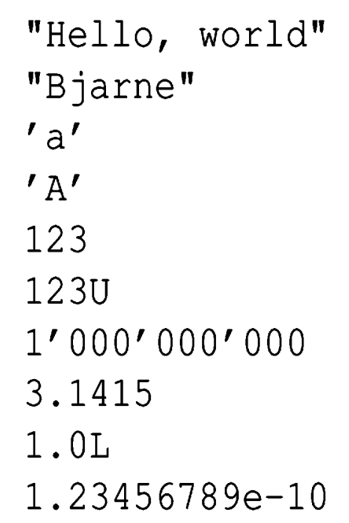 "Hello, world"
"Bjarne"
'a'
'A'
123
123U
1'000'000'000
3.1415
1.0L
1.23456789e-10